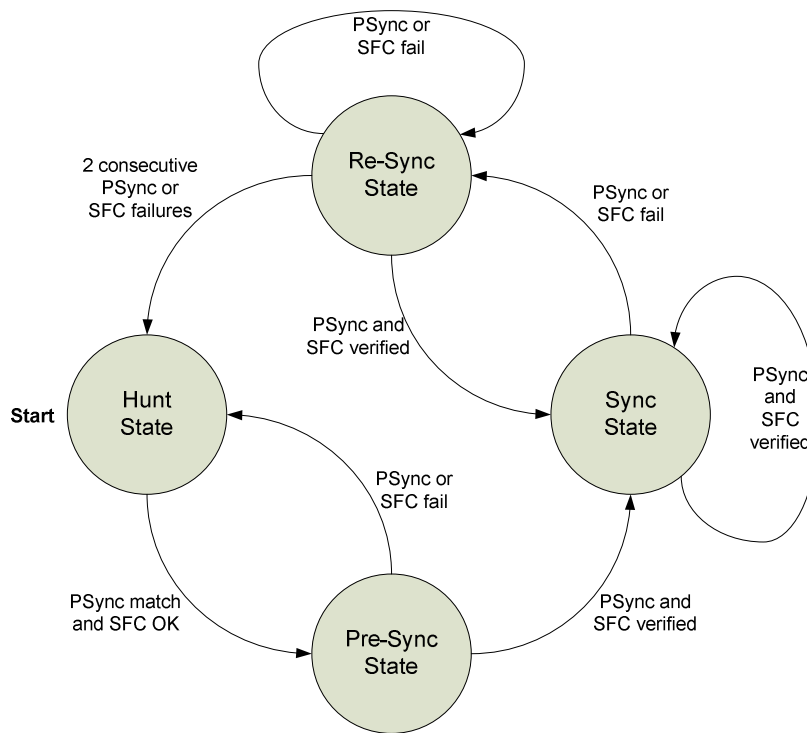 PSync or
SFC fail
Re-Sync
State
2 consecutive
PSync or
SFC failures
PSync or
SFC fail
PSync and
SFC verified
PSync
and
SFC
verified
Start
Hunt
State
Sync
State
PSync or
SFC fail
PSync match
and SFC OK
PSync and
SFC verified
Pre-Sync
State